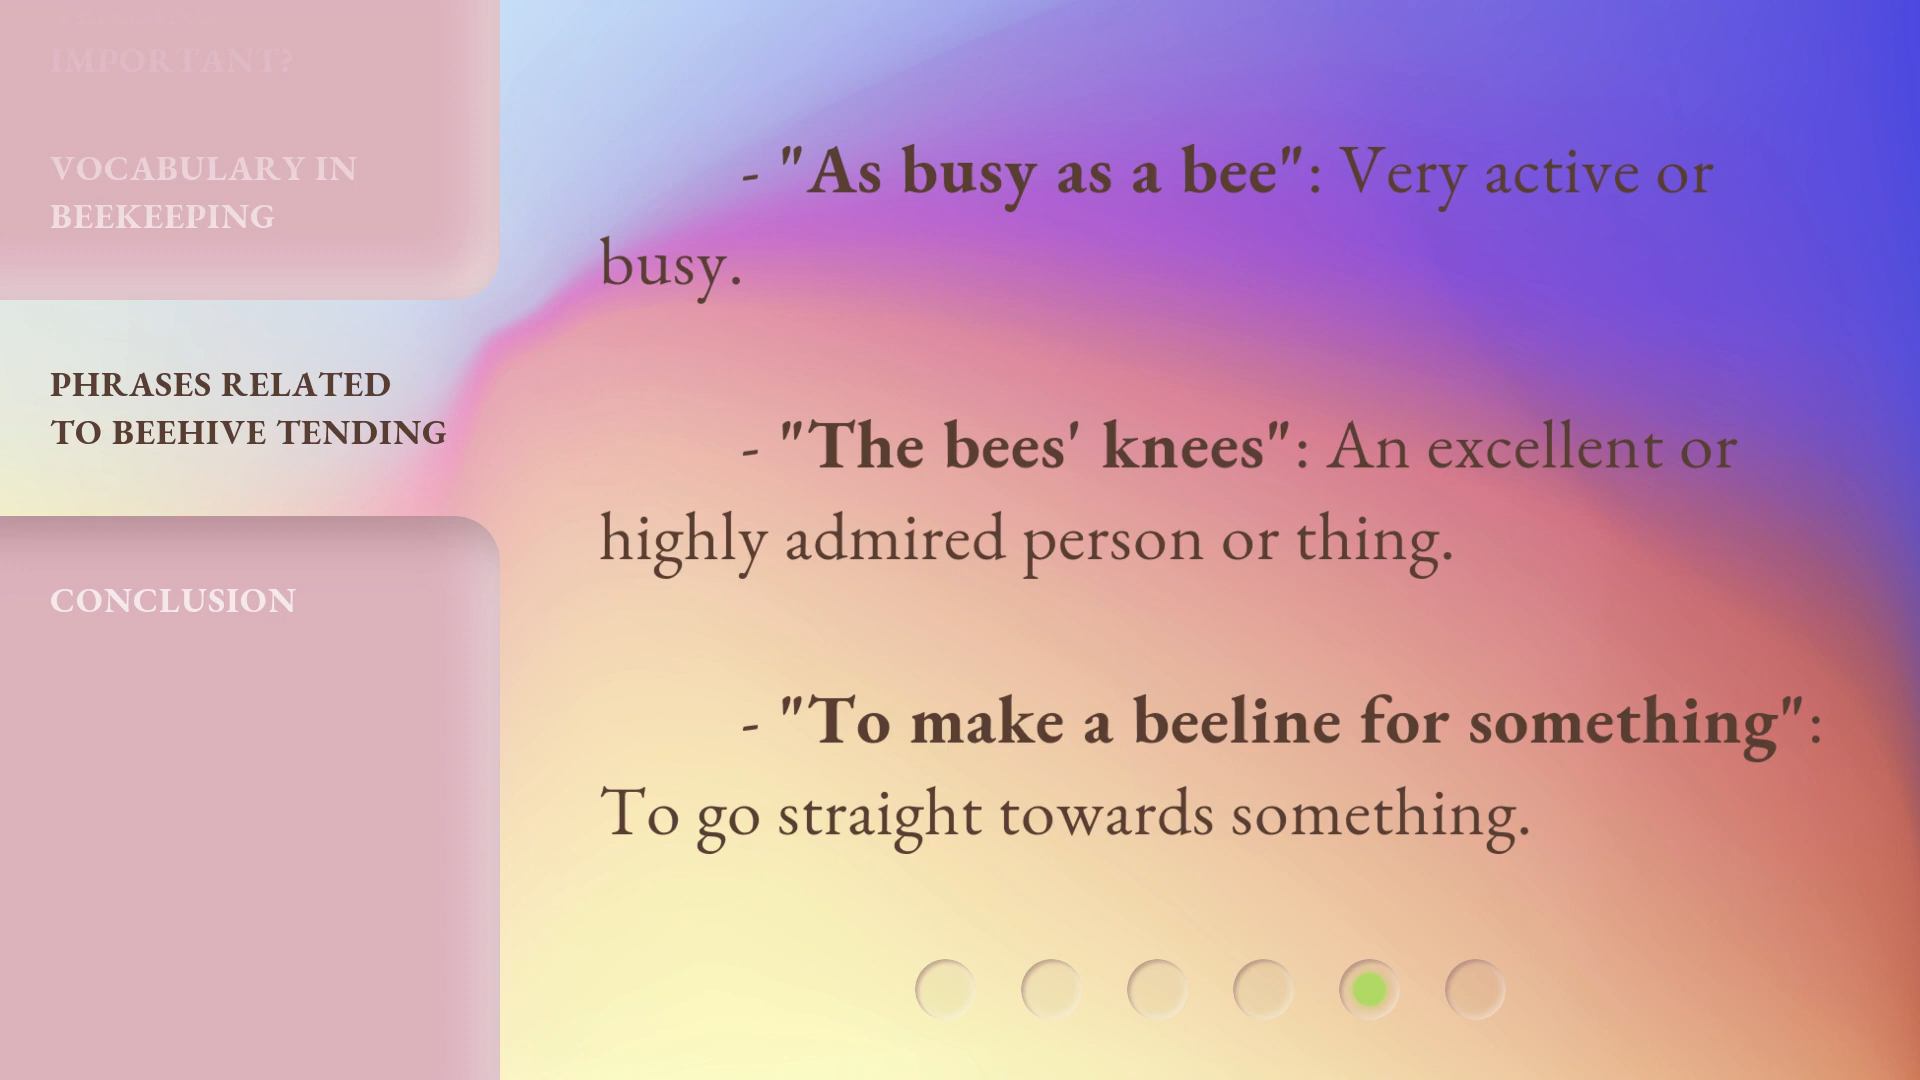 IMPORTANT?
VOCABULARY IN
BEEKEEPING
PHRASES RELATED
TO BEEHIVE TENDING
CONCLUSION
- "As busy as a bee": Very active or
busy.
- "The bees' knees": An excellent or
highly admired person or thing.
- "To make a beeline for something":
To go straight towards something.